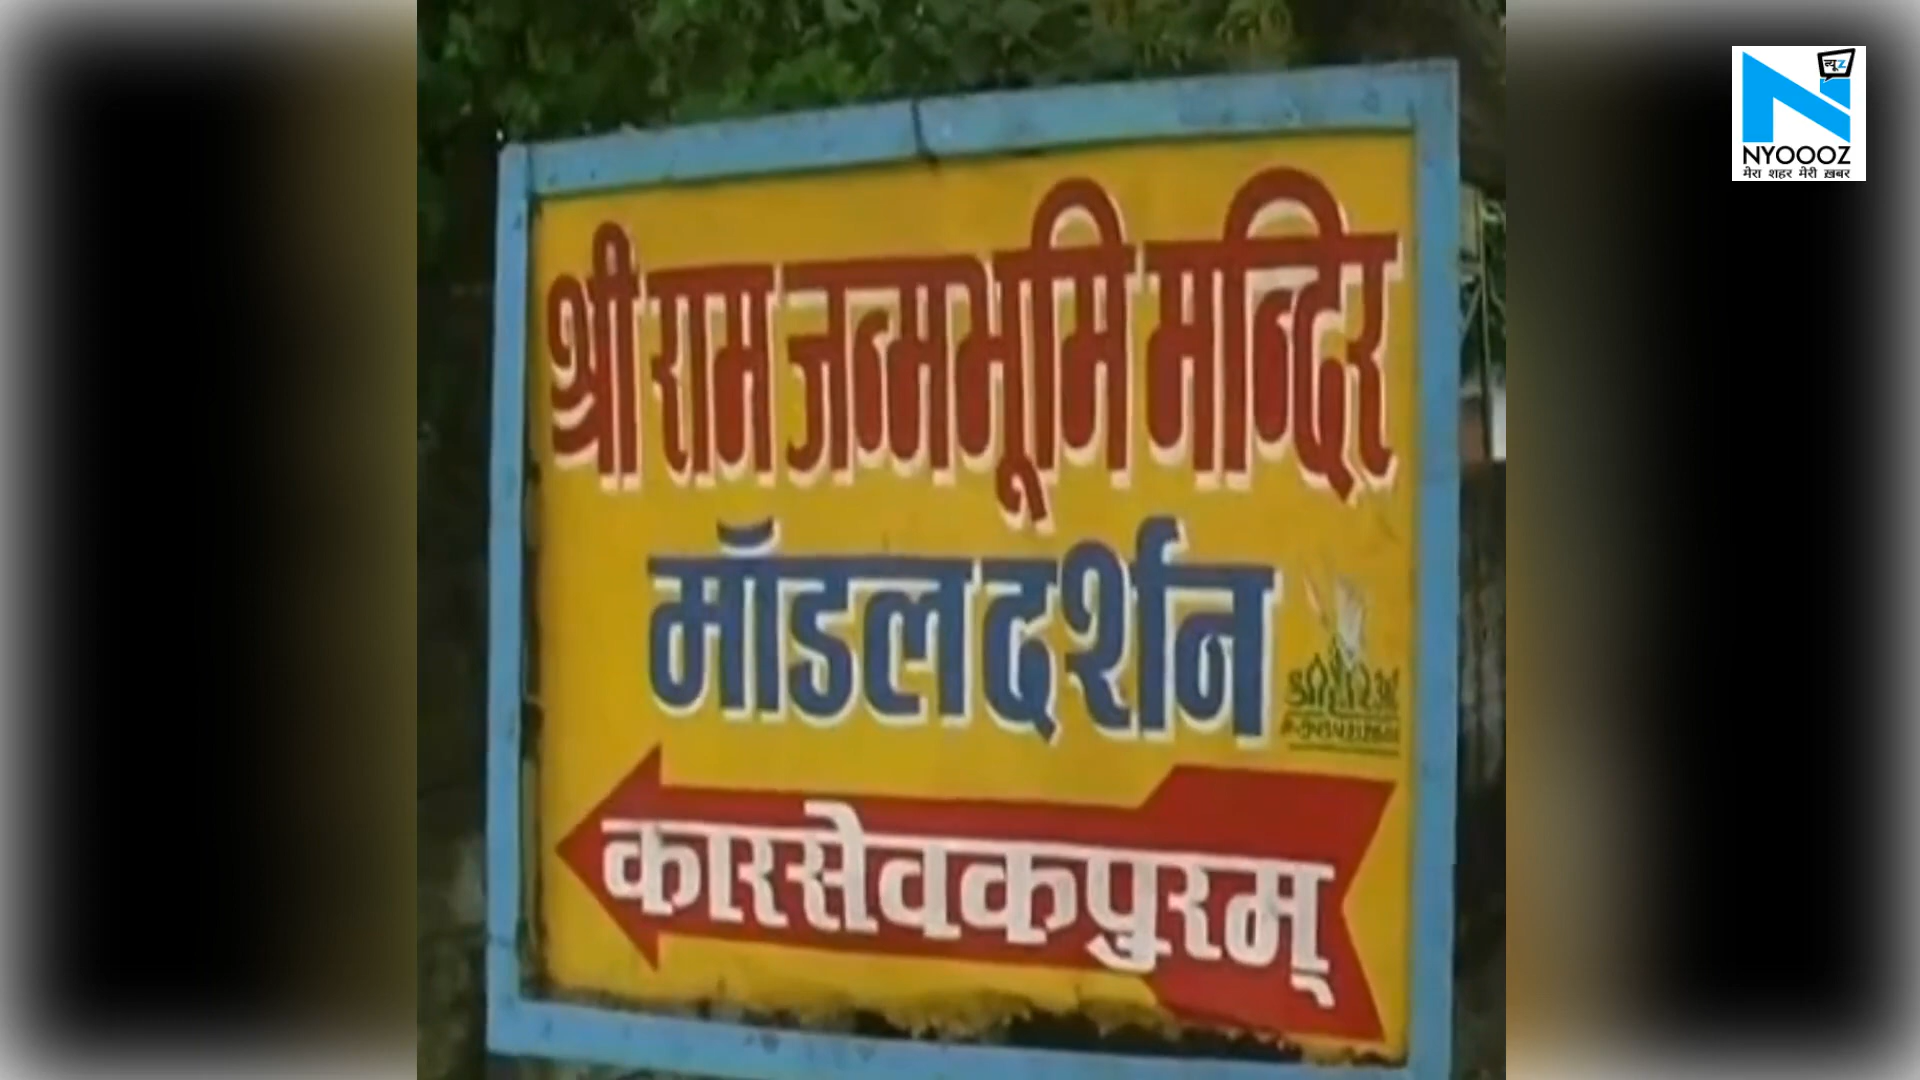 न्यूz
NYOOOZ
मेरा शहर मेरी ख़बर
श्री राम जन्मभूमि मन्दिर
मॉडल दर्शन
कारसेवकपुरम्